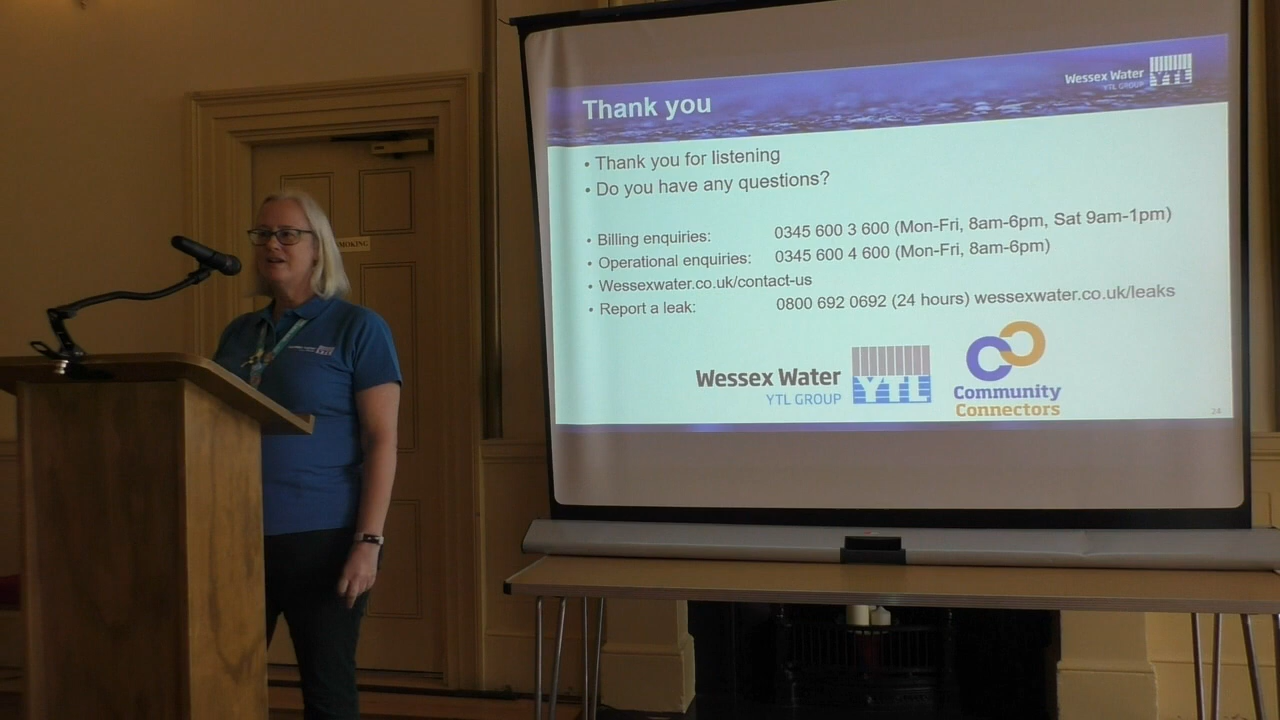 Thank you
Wessex Water
YTL GROUP
YTL
• Thank you for listening
• Do you have any questions?
• Billing enquiries: 0345 600 3 600 (Mon-Fri, 8am-6pm, Sat 9am-1pm)
• Operational enquiries: 0345 600 4 600 (Mon-Fri, 8am-6pm)
• Wessexwater.co.uk/contact-us
• Report a leak: 0800 692 0692 (24 hours) wessexwater.co.uk/leaks
Wessex Water
YTL GROUP
YTL
Community
Connectors
24
MOKING
YTL